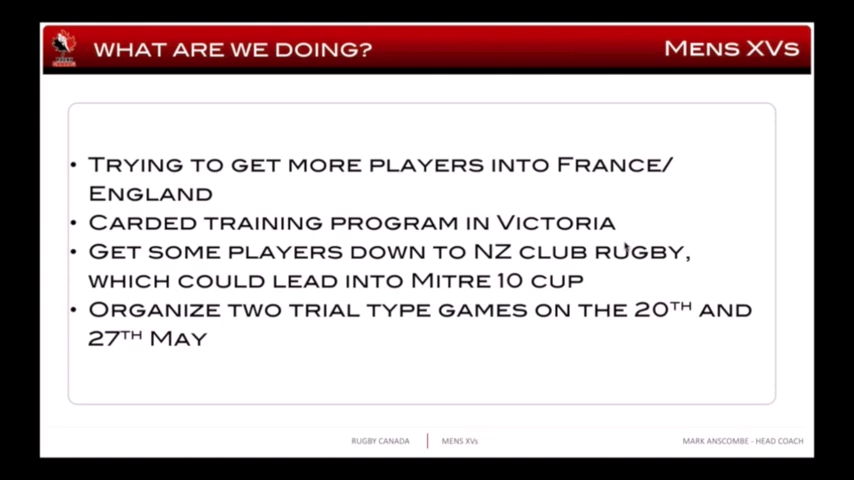 WHAT ARE WE DOING?
MENS XVS
• TRYING TO GET MORE PLAYERS INTO FRANCE/
ENGLAND
• CARDED TRAINING PROGRAM IN VICTORIA
• GET SOME PLAYERS DOWN TO NZ CLUB RUGBY,
WHICH COULD LEAD INTO MITRE 10 CUP
• ORGANIZE TWO TRIAL TYPE GAMES ON THE 20TH AND
27TH MAY
RUGBY CANADA
MENS XVs
MARK ANSCOMBE - HEAD COACH